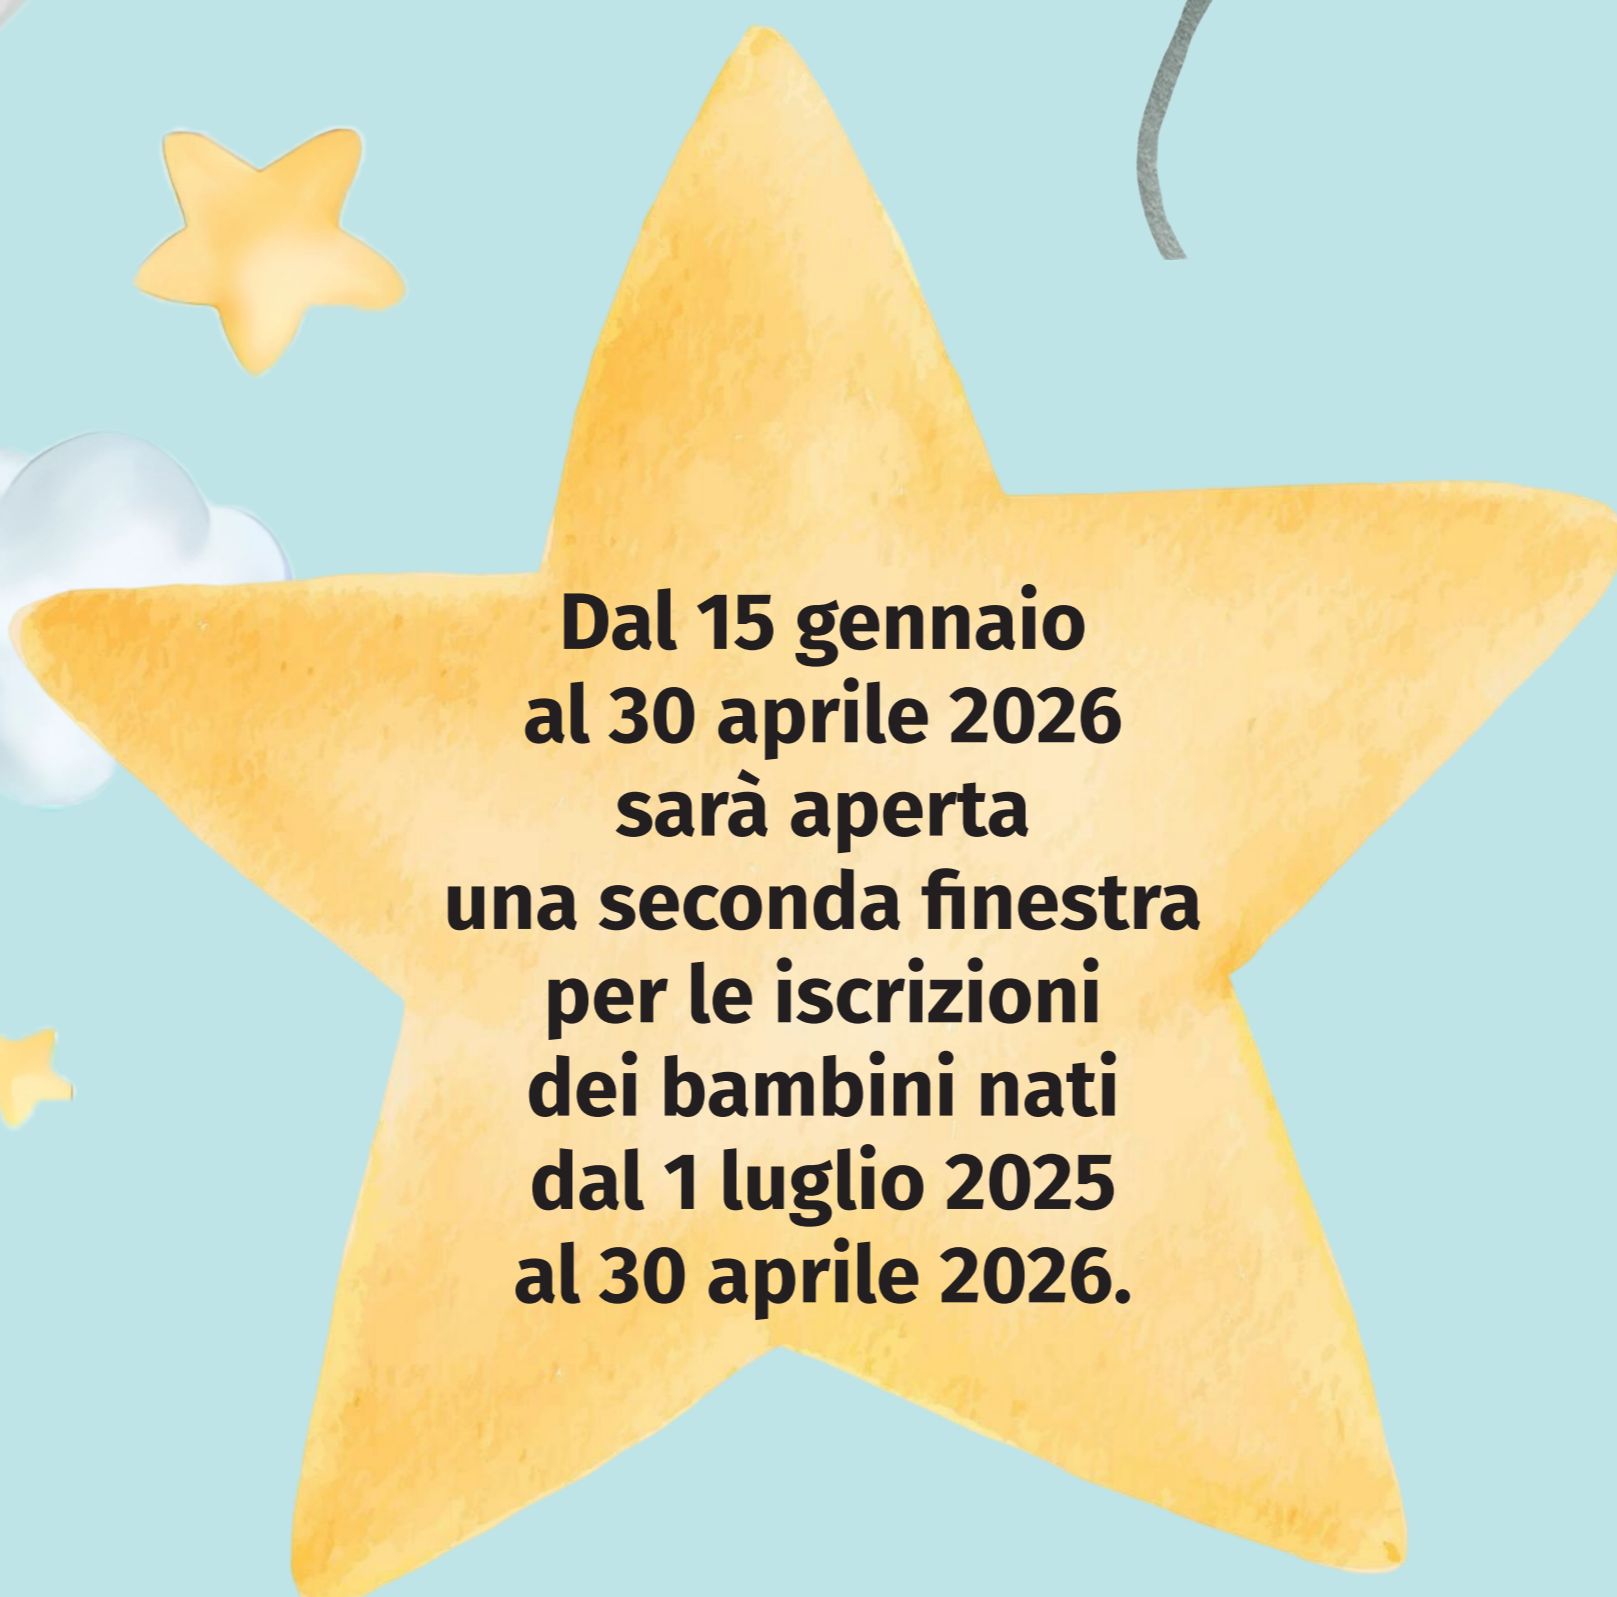 Dal 15 gennaio
al 30 aprile 2026
sarà aperta
una seconda finestra
per le iscrizioni
dei bambini nati
dal 1 luglio 2025
al 30 aprile 2026.